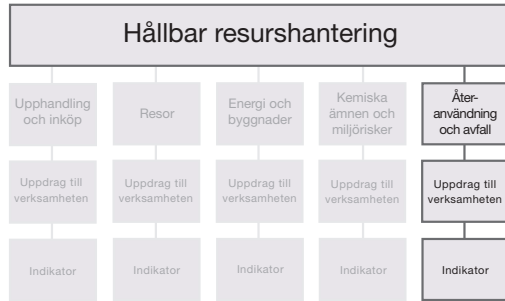 Hållbar resurshantering
Upphandling
och inköp
Resor
Energi och
byggnader
Kemiska
ämnen och
miljörisker
Åter-
användning
och avfall
Uppdrag till
verksamheten
Uppdrag till
verksamheten
Uppdrag till
verksamheten
Uppdrag till
verksamheten
Uppdrag till
verksamheten
Indikator
Indikator
Indikator
Indikator
Indikator